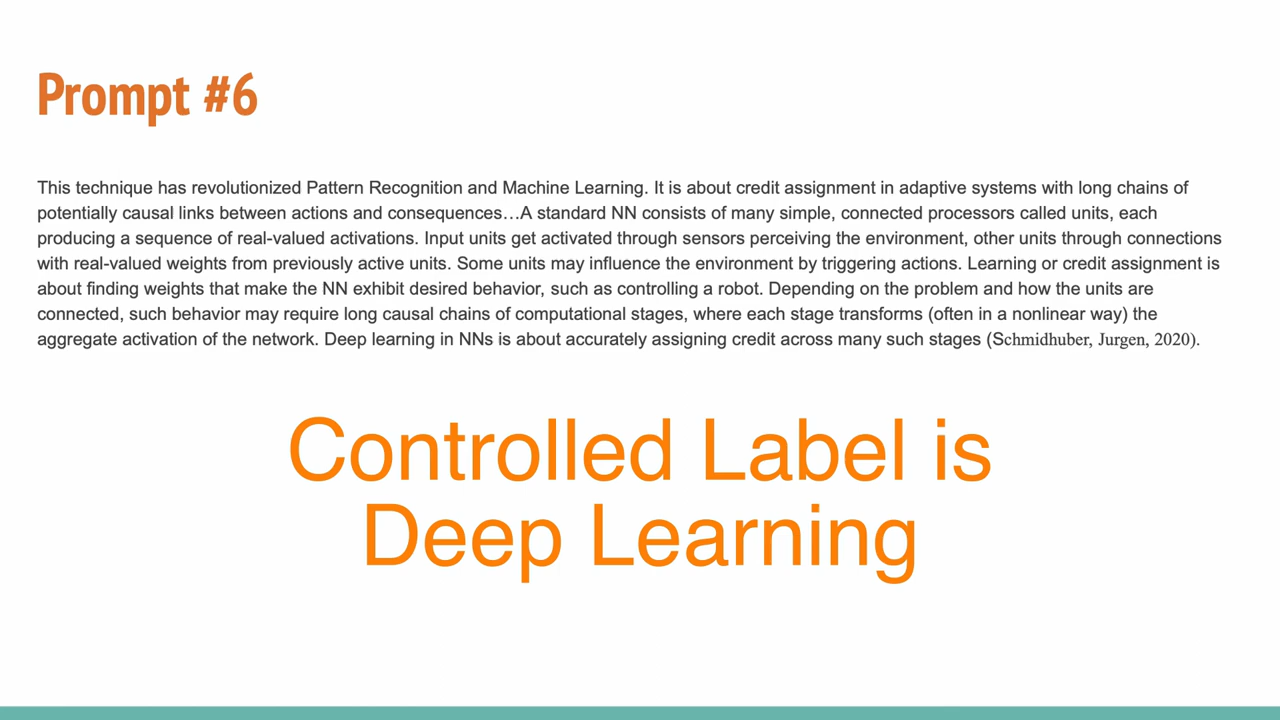 Prompt #6
This technique has revolutionized Pattern Recognition and Machine Learning. It is about credit assignment in adaptive systems with long chains of
potentially causal links between actions and consequences…A standard NN consists of many simple, connected processors called units, each
producing a sequence of real-valued activations. Input units get activated through sensors perceiving the environment, other units through connections
with real-valued weights from previously active units. Some units may influence the environment by triggering actions. Learning or credit assignment is
about finding weights that make the NN exhibit desired behavior, such as controlling a robot. Depending on the problem and how the units are
connected, such behavior may require long causal chains of computational stages, where each stage transforms (often in a nonlinear way) the
aggregate activation of the network. Deep learning in NNs is about accurately assigning credit across many such stages (Schmidhuber, Jurgen, 2020).
Controlled Label is
Deep Learning